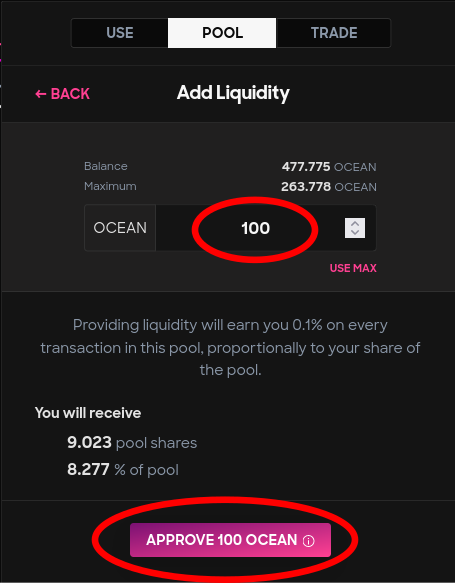 USE POOL TRADE
← BACK Add Liquidity
Balance 477.775 OCEAN
Maximum 263.778 OCEAN
OCEAN 100
USE MAX
Providing liquidity will earn you 0.1% on every
transaction in this pool, proportionally to your share of
the pool.
You will receive
9.023 pool shares
8.277 % of pool
APPROVE 100 OCEAN ⓘ